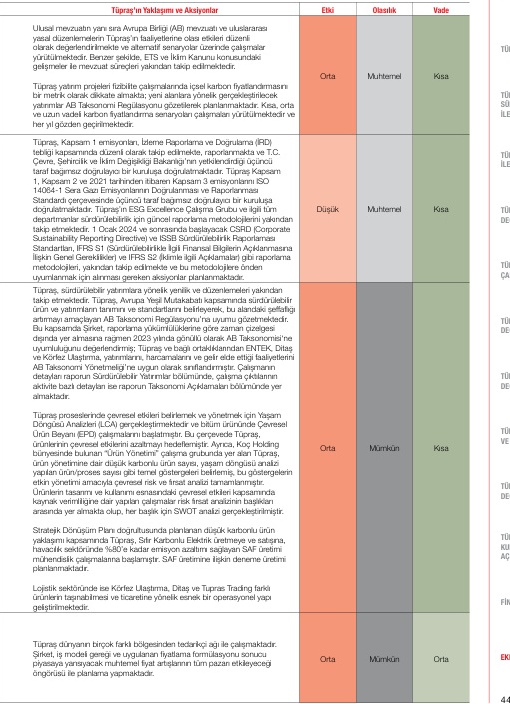 Tüpraş'ın Yaklaşımı ve Aksiyonlar
Etki
Olasılık
Vade
Ulusal mevzuatın yanı sıra Avrupa Birliği (AB) mevzuatı ve uluslararası
yasal düzenlemelerin Tüpraş'ın faaliyetlerine olası etkileri düzenli
olarak değerlendirilmekte ve alternatif senaryolar üzerinde çalışmalar
yürütülmektedir. Benzer şekilde, ETS ve İklim Kanunu konusundaki
gelişmeler ile mevzuat süreçleri yakından takip edilmektedir.
Tüpraş yatırım projeleri fizibilite çalışmalarında içsel karbon fiyatlandırmasını
bir metrik olarak dikkate almakta; yeni alanlara yönelik gerçekleştirilecek
yatırımlar AB Taksonomi Regülasyonu gözetilerek planlanmaktadır. Kısa, orta
ve uzun vadeli karbon fiyatlandırma senaryoları çalışmaları yürütülmektedir ve
her yıl gözden geçirilmektedir.
Orta
Muhtemel
Kısa
Tüpraş, Kapsam 1 emisyonları, İzleme Raporlama ve Doğrulama (İRD)
tebliği kapsamında düzenli olarak takip edilmekte, raporlanmakta ve T.C.
Çevre, Şehircilik ve İklim Değişikliği Bakanlığı'nın yetkilendirdiği üçüncü
taraf bağımsız doğrulayıcı bir kuruluşa doğrulatmaktadır. Tüpraş Kapsam
1, Kapsam 2 ve 2021 tarihinden itibaren Kapsam 3 emisyonlarını ISO
14064-1 Sera Gazı Emisyonlarının Doğrulanması ve Raporlanması
Standardı çerçevesinde üçüncü taraf bağımsız doğrulayıcı bir kuruluşa
doğrulatmaktadır. Tüpraş'ın ESG Excellence Çalışma Grubu ve ilgili tüm
departmanlar sürdürülebilirlik için güncel raporlama metodolojilerini yakından
takip etmektedir. 1 Ocak 2024 ve sonrasında başlayacak CSRD (Corporate
Sustainability Reporting Directive) ve ISSB Sürdürülebilirlik Raporlaması
Standartları, IFRS S1 (Sürdürülebilirlikle İlgili Finansal Bilgilerin Açıklanmasına
İlişkin Genel Gereklilikler) ve IFRS S2 (İklimle ilgili Açıklamalar) gibi raporlama
metodolojileri, yakından takip edilmekte ve bu metodolojilere önden
uyumlanmak için alınması gereken aksiyonlar planlanmaktadır.
Düşük
Muhtemel
Kısa
Tüpraş, sürdürülebilir yatırımlara yönelik yenilik ve düzenlemeleri yakından
takip etmektedir. Tüpraş, Avrupa Yeşil Mutabakatı kapsamında sürdürülebilir
ürün ve yatırımların tanımını ve standartlarını belirleyerek, bu alandaki şeffaflığı
artırmayı amaçlayan AB Taksonomi Regülasyonu'na uyumu gözetmektedir.
Bu kapsamda Şirket, raporlama yükümlülüklerine göre zaman çizelgesi
dışında yer almasına rağmen 2023 yılında gönüllü olarak AB Taksonomisi'ne
uyumluluğunu değerlendirmiş; Tüpraş ve bağlı ortaklıklarından ENTEK, Ditaş
ve Körfez Ulaştırma, yatırımlarını, harcamalarını ve gelir elde ettiği faaliyetlerini
AB Taksonomi Yönetmeliği'ne uygun olarak sınıflandırmıştır. Çalışmanın
detayları raporun Sürdürülebilir Yatırımlar bölümünde, çalışma çıktılarının
aktivite bazlı detayları ise raporun Taksonomi Açıklamaları bölümünde yer
almaktadır.
Tüpraş proseslerinde çevresel etkileri belirlemek ve yönetmek için Yaşam
Döngüsü Analizleri (LCA) gerçekleştirmektedir ve bitüm ürününde Çevresel
Ürün Beyanı (EPD) çalışmalarını başlatmıştır. Bu çerçevede Tüpraş,
ürünlerinin çevresel etkilerini azaltmayı hedeflemiştir. Ayrıca, Koç Holding
bünyesinde bulunan "Ürün Yönetimi" çalışma grubunda yer alan Tüpraş,
ürün yönetimine dair düşük karbonlu ürün sayısı, yaşam döngüsü analizi
yapılan ürün/proses sayısı gibi temel göstergeleri belirlemiş, bu göstergelerin
etkin yönetimi amacıyla çevresel risk ve fırsat analizi tamamlanmıştır.
Ürünlerin tasarımı ve kullanımı esnasındaki çevresel etkileri kapsamında
kaynak verimliliğine dair yapılan çalışmalar risk fırsat analizinin başlıkları
arasında yer almakta olup, her başlık için SWOT analizi gerçekleştirilmiştir.
Stratejik Dönüşüm Planı doğrultusunda planlanan düşük karbonlu ürün
yaklaşımı kapsamında Tüpraş, Sıfır Karbonlu Elektrik üretmeye ve satışına,
havacılık sektöründe %80'e kadar emisyon azaltımı sağlayan SAF üretimi
mühendislik çalışmalarına başlamıştır. SAF üretimine ilişkin deneme üretimi
planlanmaktadır.
Lojistik sektöründe ise Körfez Ulaştırma, Ditaş ve Tupras Trading farklı
ürünlerin taşınabilmesi ve ticaretine yönelik esnek bir operasyonel yapı
geliştirilmektedir.
Orta
Mümkün
Kısa
Tüpraş dünyanın birçok farklı bölgesinden tedarikçi ağı ile çalışmaktadır.
Şirket, iş modeli gereği ve uygulanan fiyatlama formülasyonu sonucu
piyasaya yansıyacak muhtemel fiyat artışlarının tüm pazarı etkileyeceği
öngörüsü ile planlama yapmaktadır.
Orta
Mümkün
Orta